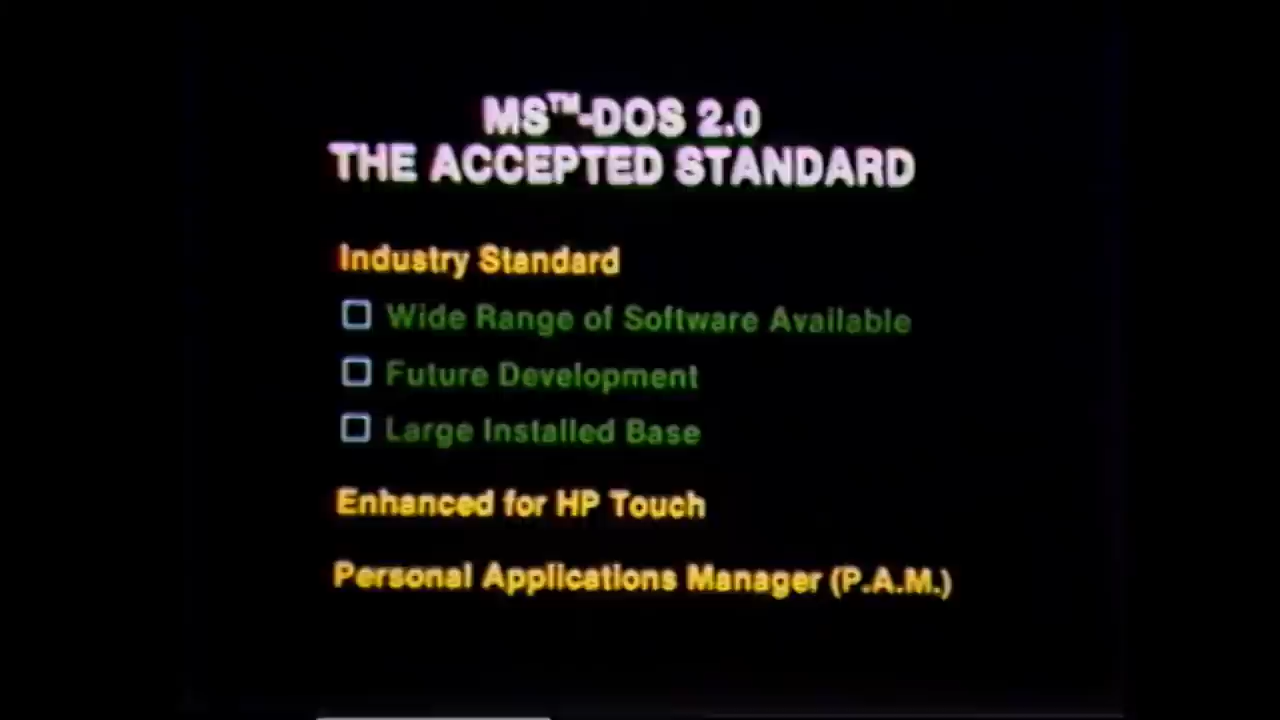 MS™-DOS 2.0
THE ACCEPTED STANDARD
Industry Standard
Wide Range of Software Available
Future Development
Large Installed Base
Enhanced for HP Touch
Personal Applications Manager (P.A.M.)